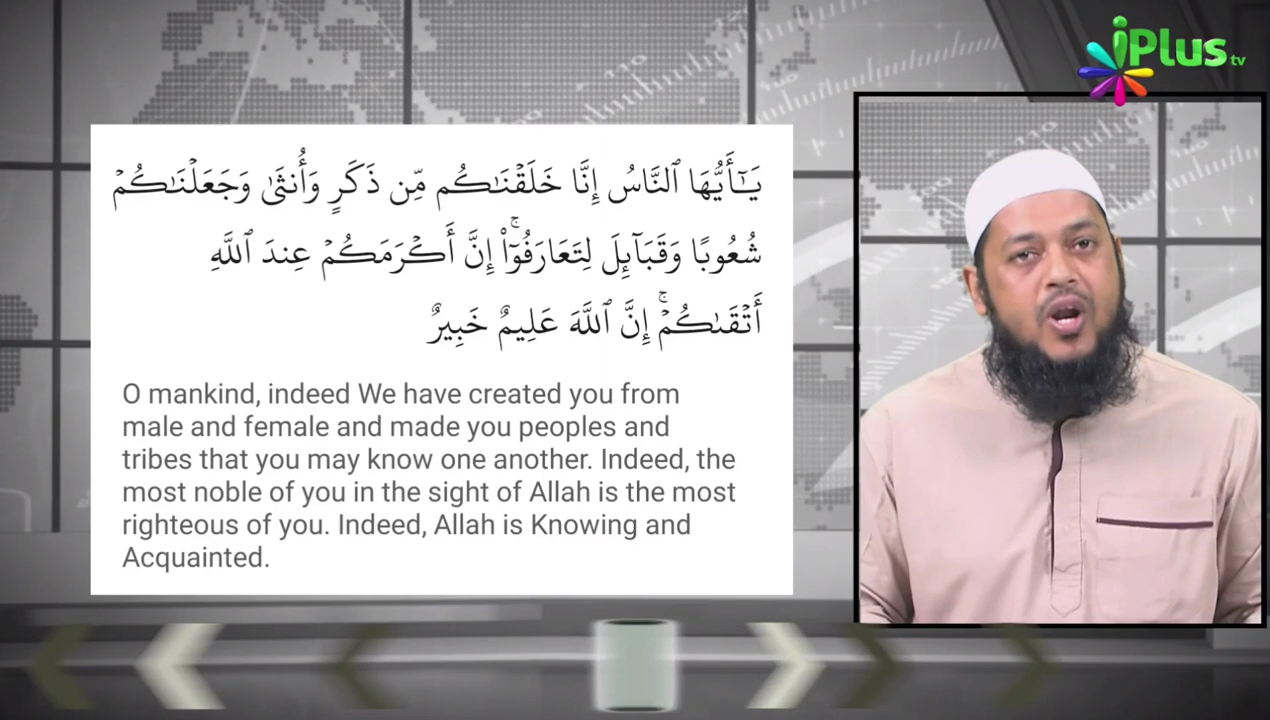 iPlus tv
يَـٰٓأَيُّهَا ٱلنَّاسُ إِنَّا خَلَقْنَـٰكُم مِّن ذَكَرٍ وَأُنثَىٰ وَجَعَلْنَـٰكُمْ
شُعُوبًا وَقَبَآئِلَ لِتَعَارَفُوٓا۟ ۚ إِنَّ أَكْرَمَكُمْ عِندَ ٱللَّهِ
أَتْقَىٰكُمْ ۚ إِنَّ ٱللَّهَ عَلِيمٌ خَبِيرٌ
O mankind, indeed We have created you from
male and female and made you peoples and
tribes that you may know one another. Indeed, the
most noble of you in the sight of Allah is the most
righteous of you. Indeed, Allah is Knowing and
Acquainted.